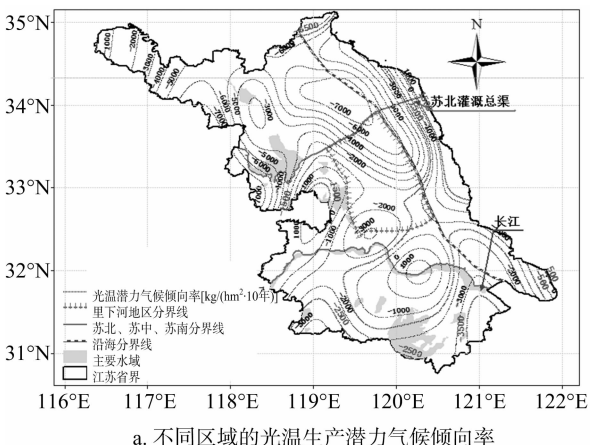 35°N
34°N
33°N
32°N
31°N
116°E 117°E 118°E 119°E 120°E 121°E 122°E
N
苏北灌溉总渠
长江
-1000
-2000
-7000
-6000
-2000
-1000
-2500
光温潜力气候倾向率[kg/(hm²·10年)]
里下河地区分界线
苏北、苏中、苏南分界线
沿海分界线
主要水域
江苏省界
a. 不同区域的光温生产潜力气候倾向率